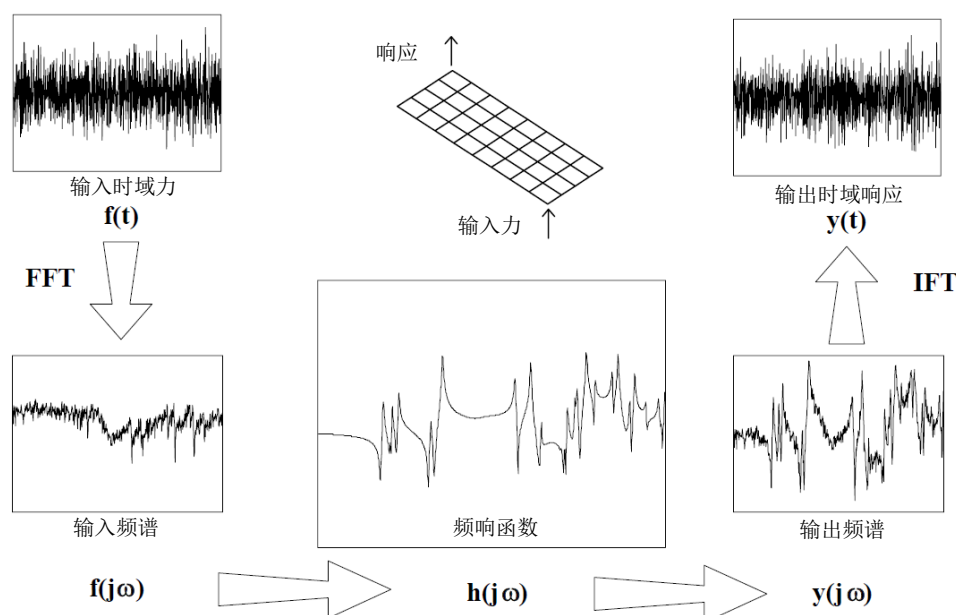 响应
输入力
输入时域力
f(t)
输出时域响应
y(t)
FFT
IFT
输入频谱
频响函数
输出频谱
f(jω)
h(jω)
y(jω)